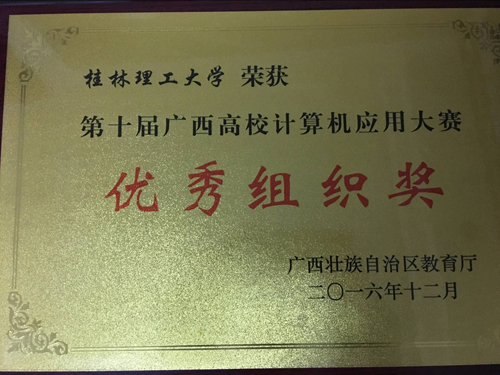 桂林理工大学 荣获
第十届广西高校计算机应用大赛
优秀组织奖
广西壮族自治区教育厅
二〇一六年十二月